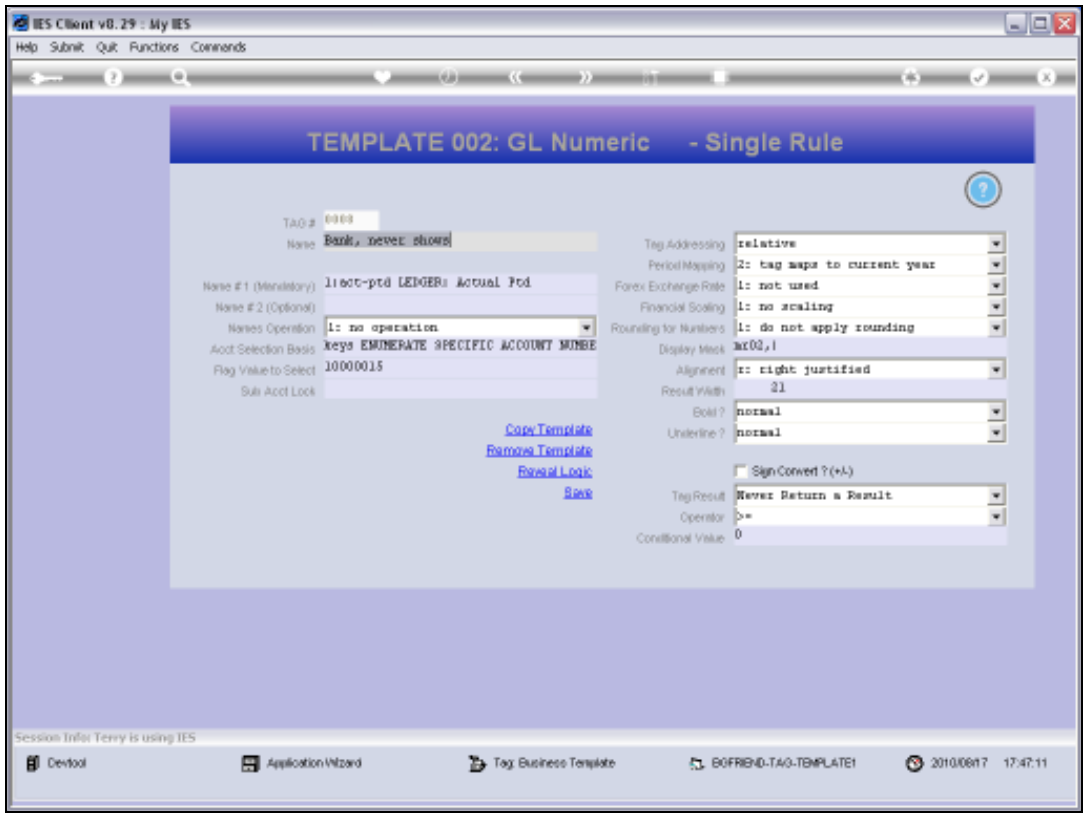 IES Client v8.29 : My IES
Help Submit Quit Functions Commands
TEMPLATE 002: GL Numeric - Single Rule
TAG #
Name Bank, never shows
Name # 1 (Mandatory) 1:act-ptd LEDGER: Actual Ptd
Name # 2 (Optional)
Names Operation 1: no operation
Acct Selection Basis keys ENUMERATE SPECIFIC ACCOUNT NUMBE
Flag Value to Select 10000015
Sub Acct Lock
Copy Template
Remove Template
Reveal Logic
Save
Tag Addressing relative
Period Mapping 2: tag maps to current year
Forex Exchange Rate 1: not used
Financial Scaling 1: no scaling
Rounding for Numbers 1: do not apply rounding
Display Mask mr02,|
Alignment r: right justified
Result Width 21
Bold ? normal
Underline ? normal
Sign Convert ? (+/-)
Tag Result Never Return a Result
Operator >=
Conditional Value 0
Session Info: Terry is using IES
Devtool Application Wizard Tag: Business Template BGFRIEND-TAG-TEMPLATE1 2010/08/17 17:47:11